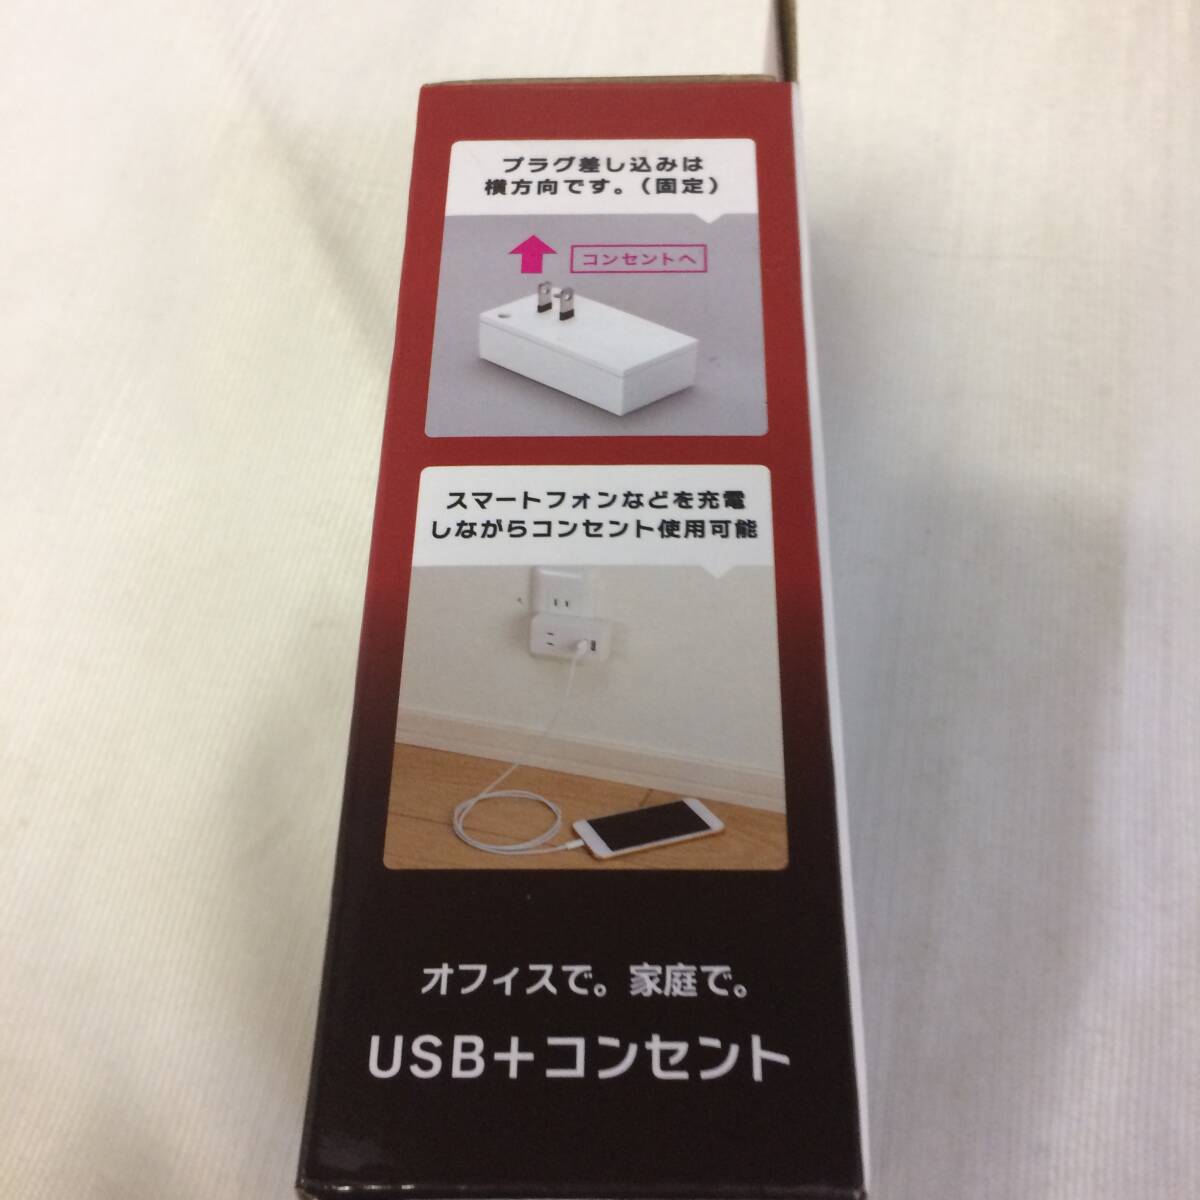 プラグ差し込みは
横方向です。(固定)
コンセントへ
スマートフォンなどを充電
しながらコンセント使用可能
オフィスで。家庭で。
USB+コンセント